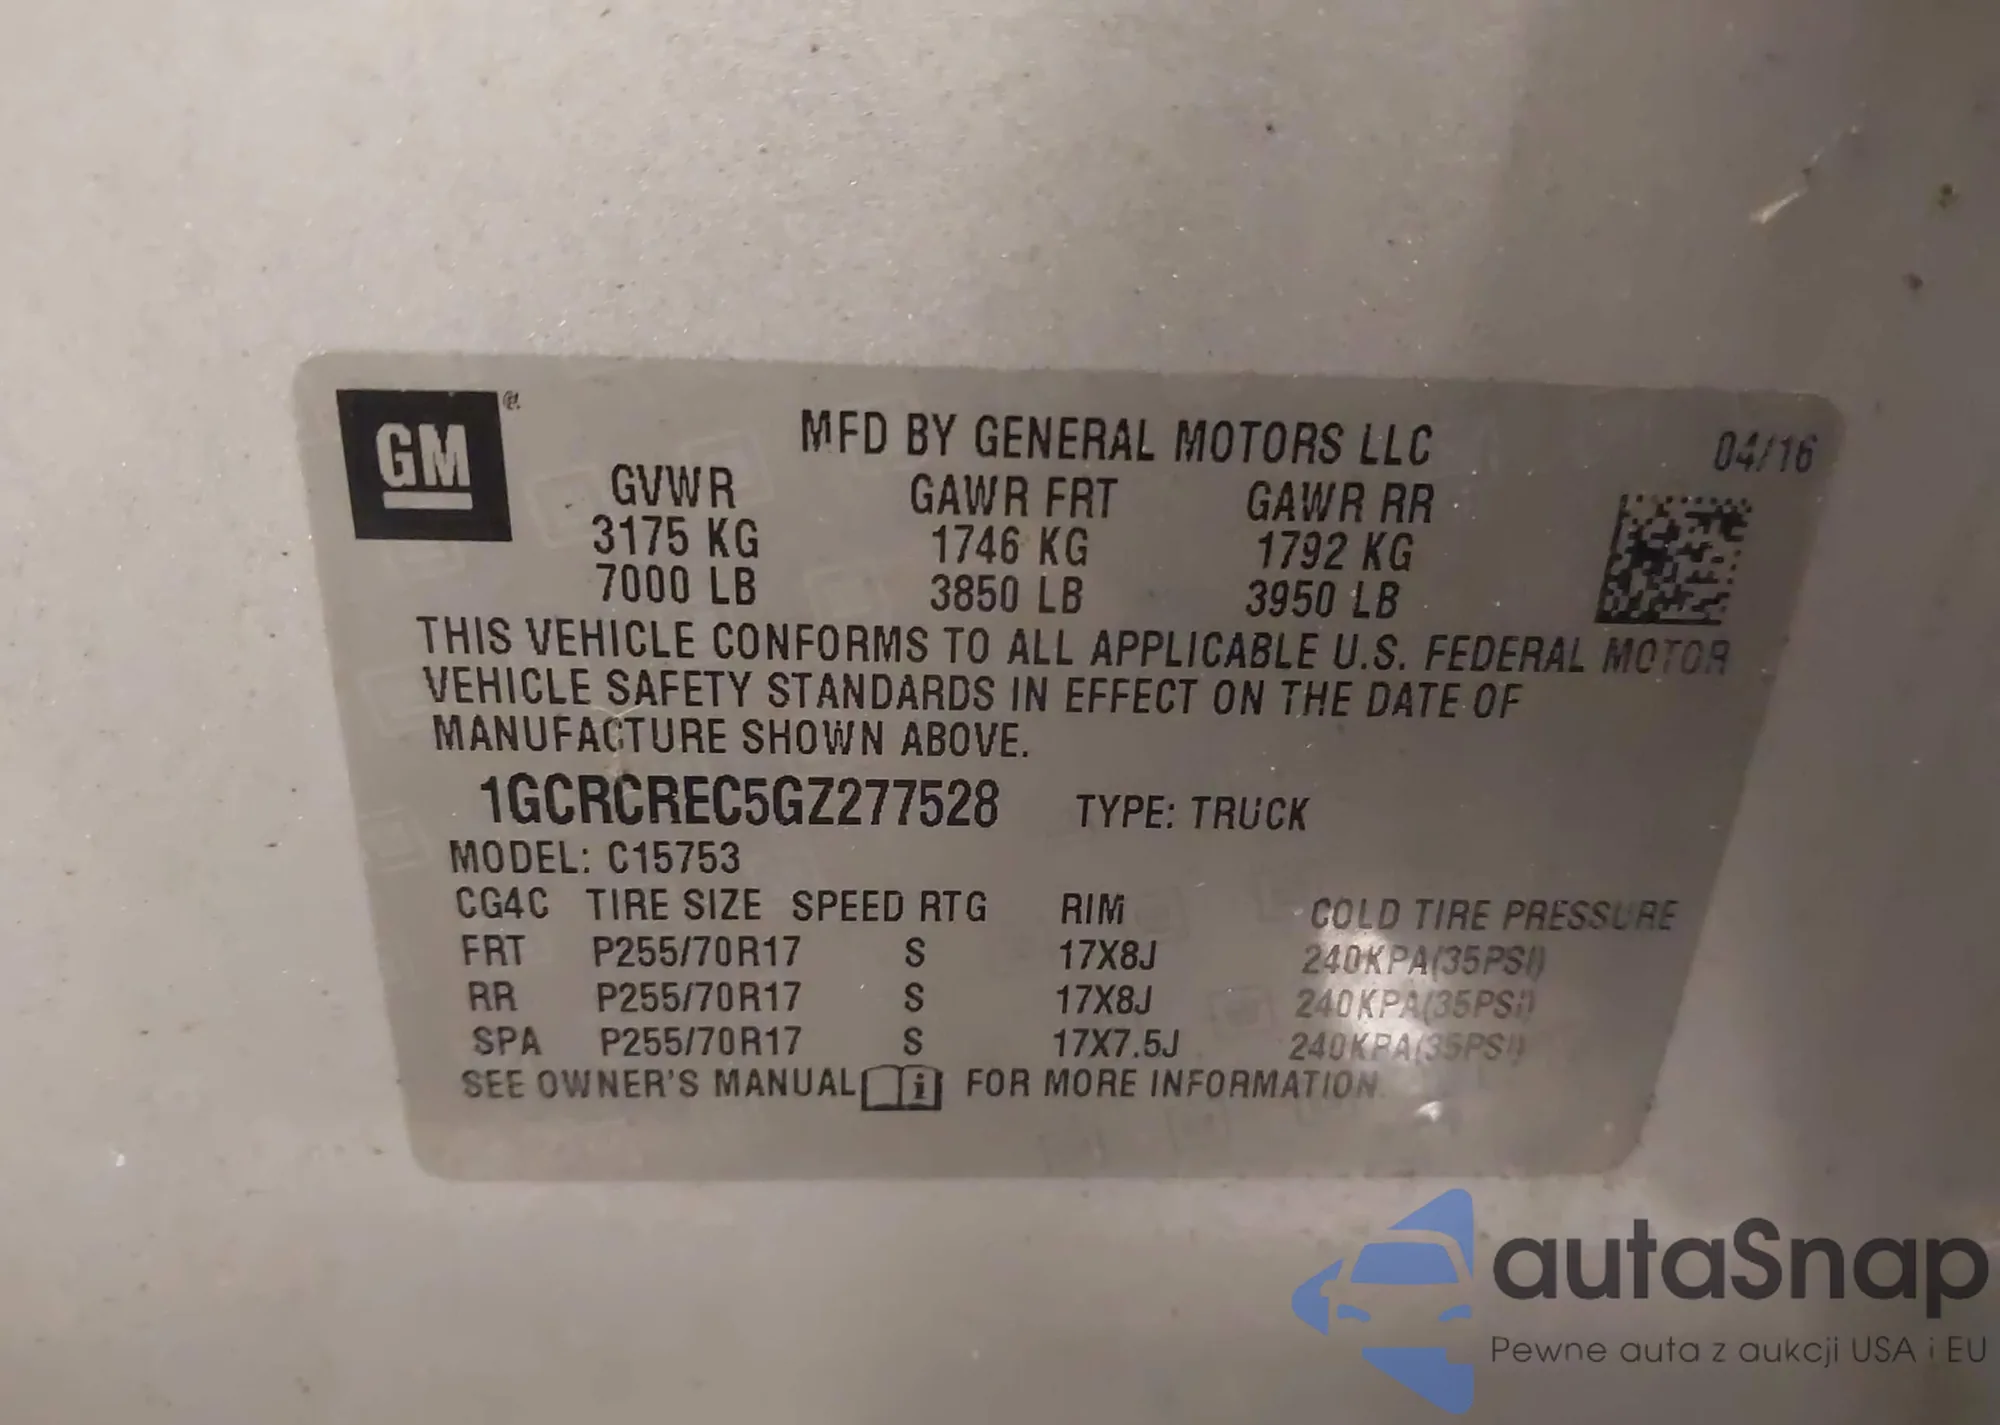 GM®
MFD BY GENERAL MOTORS LLC 04/16
GVWR GAWR FRT GAWR RR
3175 KG 1746 KG 1792 KG
7000 LB 3850 LB 3950 LB
THIS VEHICLE CONFORMS TO ALL APPLICABLE U.S. FEDERAL MOTOR
VEHICLE SAFETY STANDARDS IN EFFECT ON THE DATE OF
MANUFACTURE SHOWN ABOVE.
1GCRCREC5GZ277528 TYPE: TRUCK
MODEL: C15753
CG4C TIRE SIZE SPEED RTG RIM COLD TIRE PRESSURE
FRT P255/70R17 S 17X8J 240KPA(35PSI)
RR P255/70R17 S 17X8J 240KPA(35PSI)
SPA P255/70R17 S 17X7.5J 240KPA(35PSI)
SEE OWNER'S MANUAL i FOR MORE INFORMATION.
autaSnap
Pewne auta z aukcji USA i EU